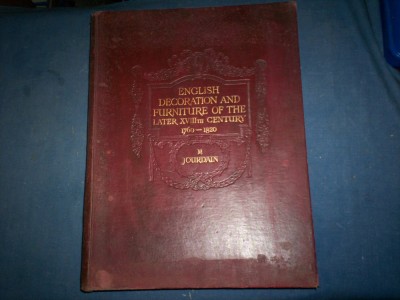 ENGLISH
DECORATION AND
FURNITURE OF THE
LATER XVIIITH CENTURY
1760–1820
M
JOURDAIN